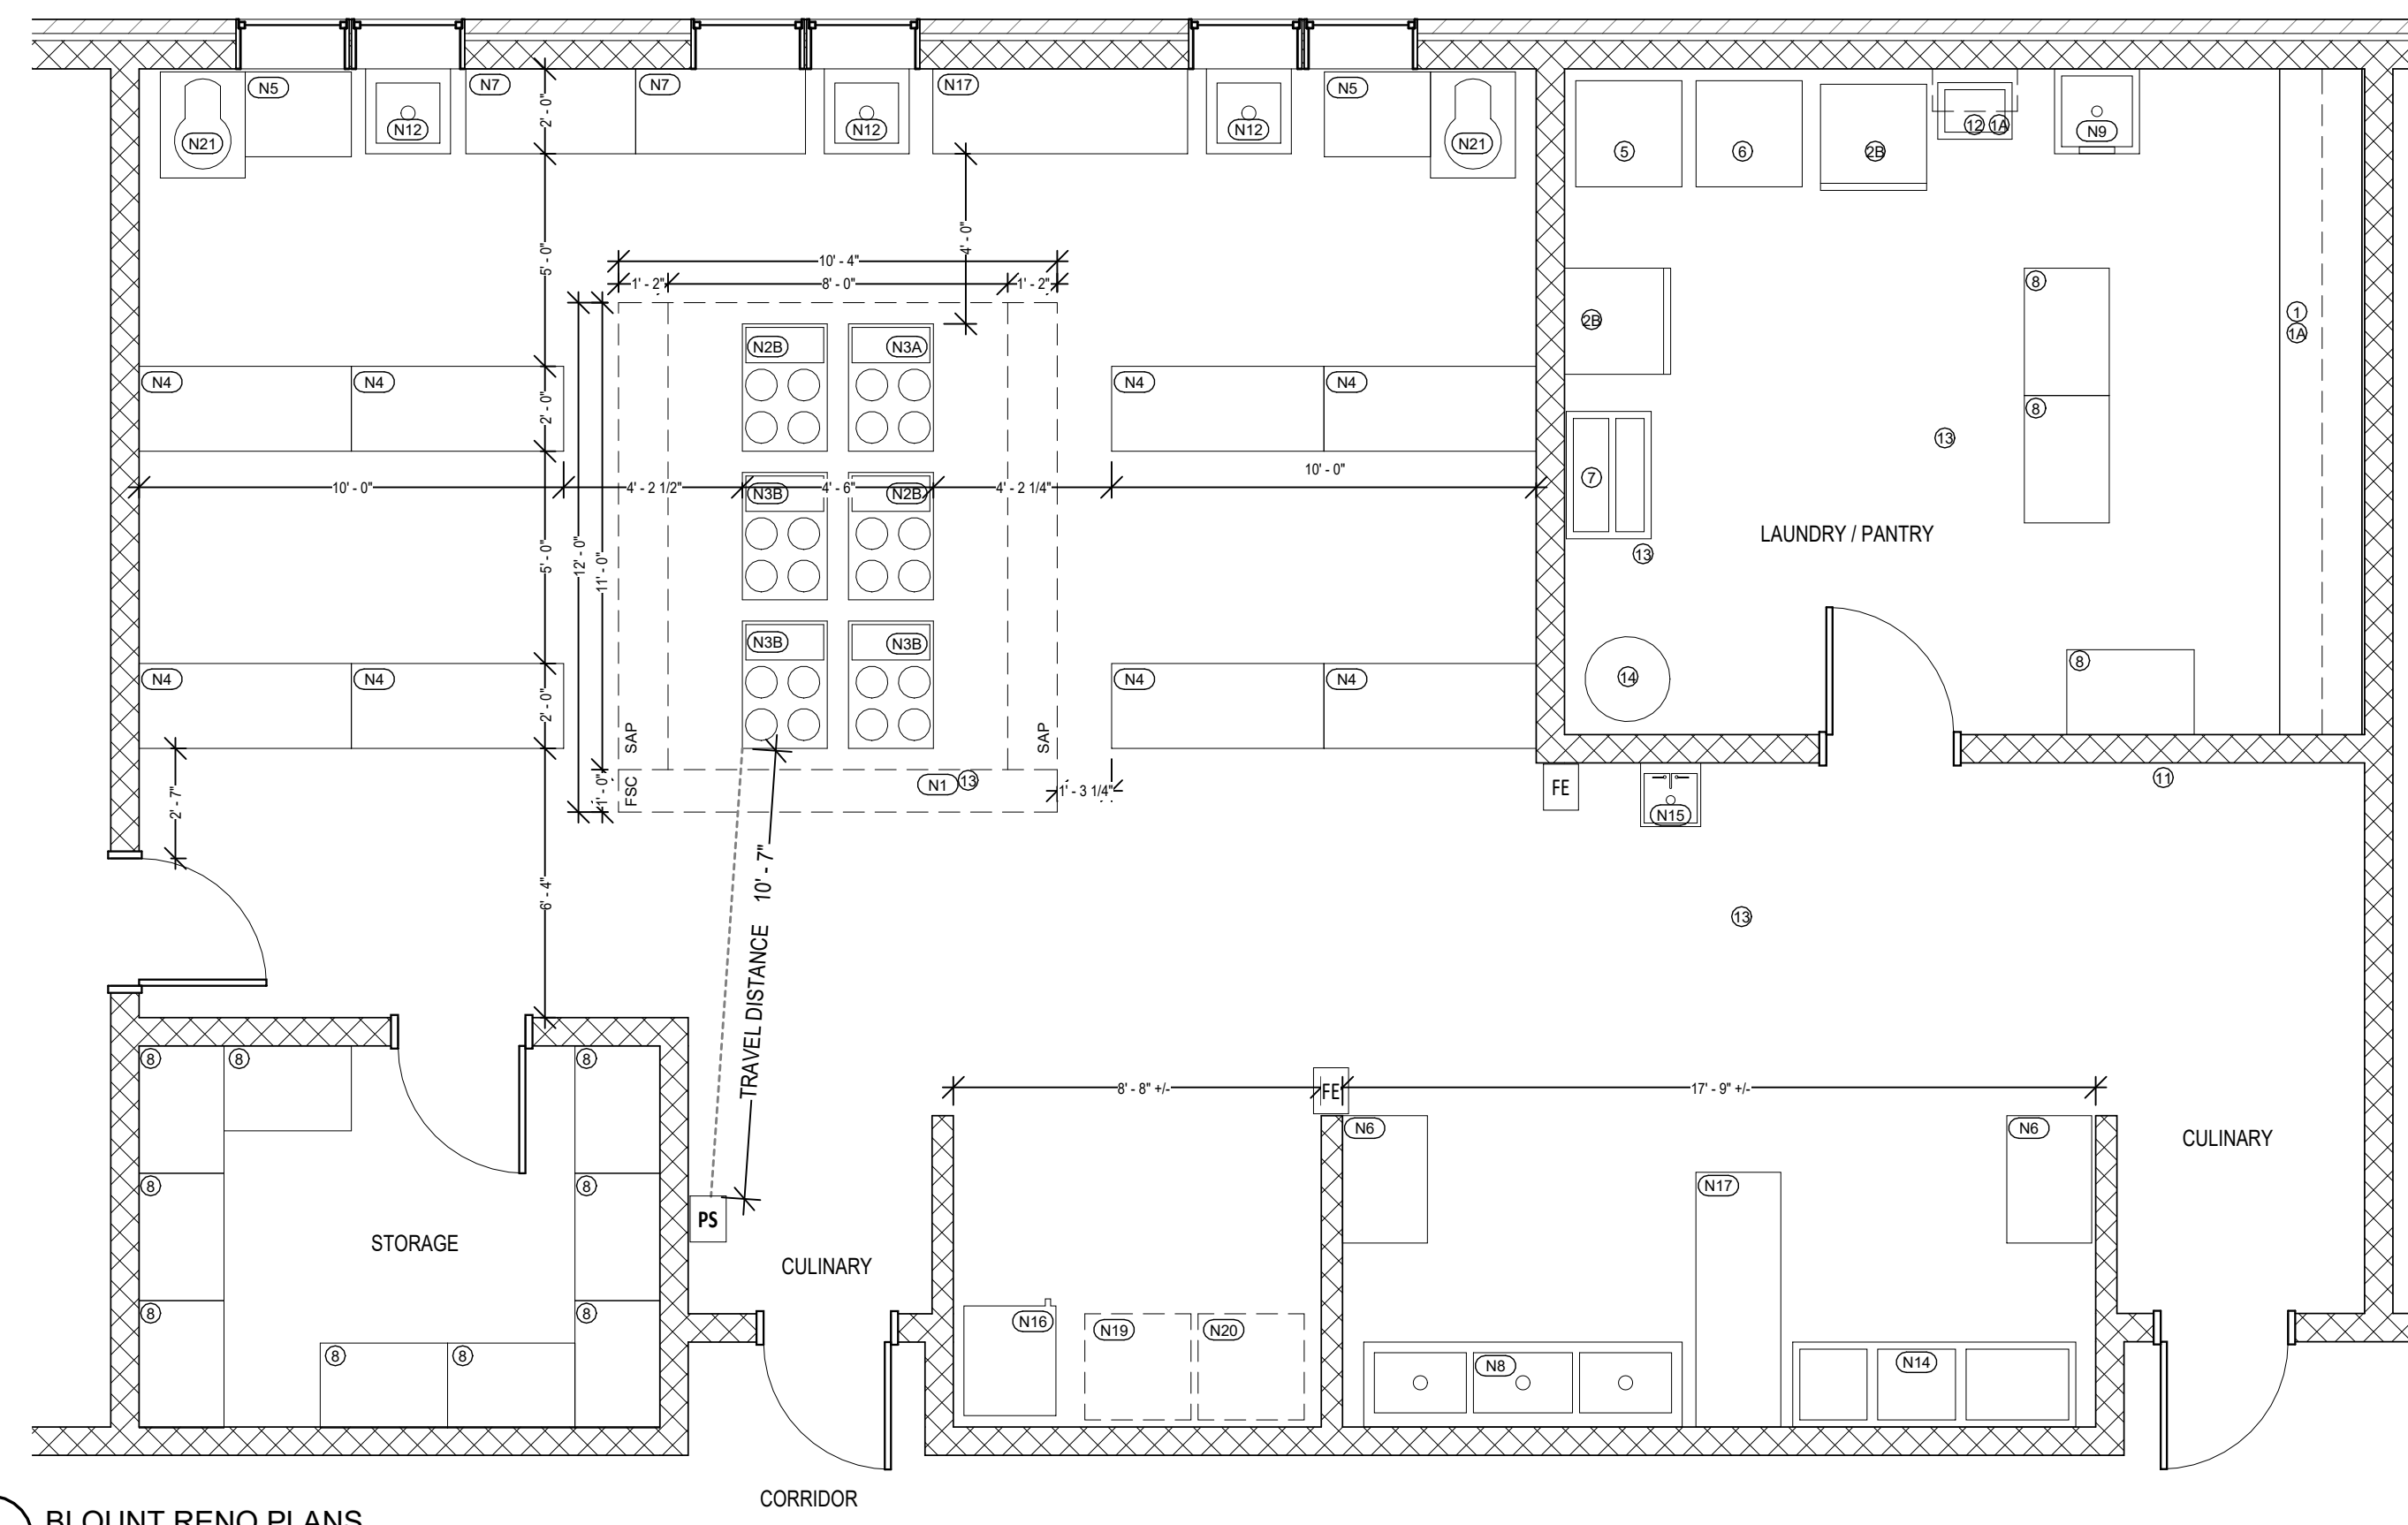 N5
N7
N7
N17
N5
N21
N12
N12
N12
N21
2' - 0"
5
6
2B
12
1A
N9
5' - 0"
4' - 0"
10' - 4"
1' - 2"
8' - 0"
1' - 2"
8
1
1A
2B
N2B
N3A
N4
N4
2' - 0"
N4
N4
8
13
10' - 0"
4' - 2 1/2"
N3B
4' - 6"
N2B
4' - 2 1/4"
10' - 0"
7
LAUNDRY / PANTRY
13
5' - 0"
12' - 0"
11' - 0"
N3B
N3B
8
N4
N4
2' - 0"
N4
N4
14
SAP
SAP
FSC
1' - 0"
N1
13
1' - 3 1/4"
FE
N15
11
2' - 7"
6' - 4"
TRAVEL DISTANCE 10' - 7"
13
8
8
8
8' - 8" +/-
FE
17' - 9" +/-
N6
N6
CULINARY
8
8
N17
PS
STORAGE
CULINARY
8
8
N16
N19
N20
8
8
N8
N14
CORRIDOR
BLOUNT RENO PLANS